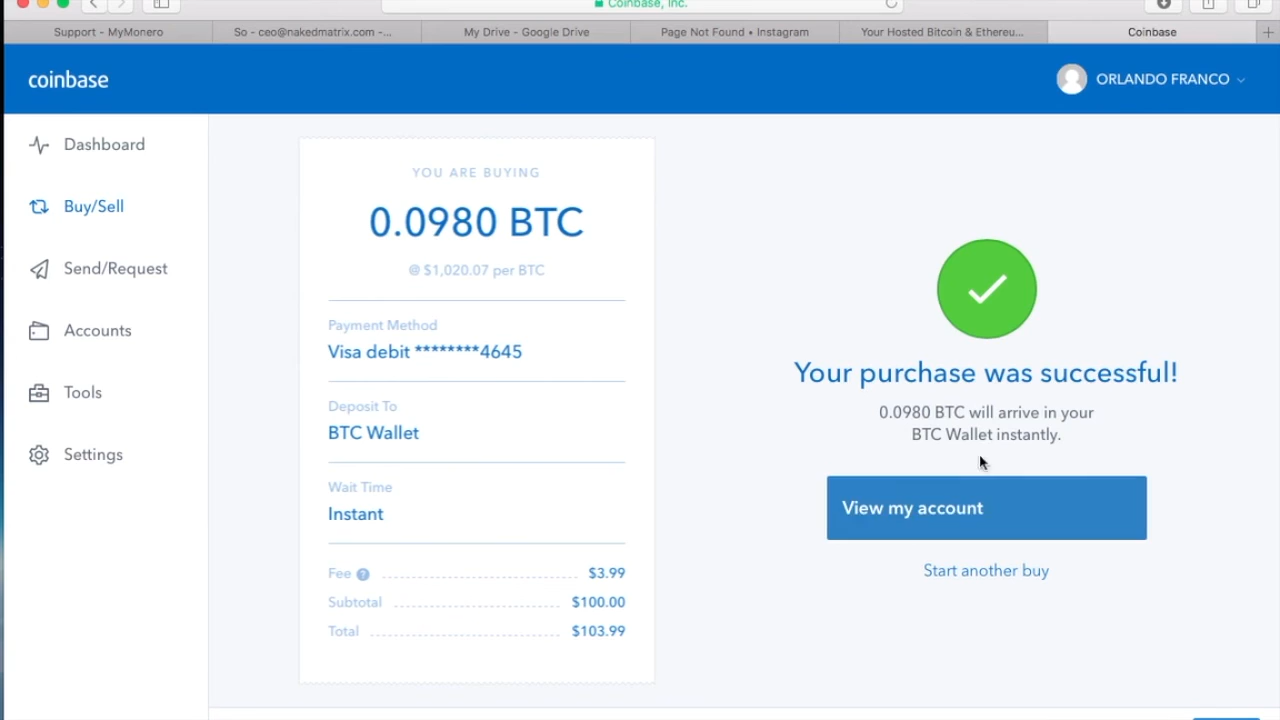 Coinbase, Inc.
Support - MyMonero
So - ceo@nakedmatrix.com -...
My Drive - Google Drive
Page Not Found • Instagram
Your Hosted Bitcoin & Ethereu...
Coinbase
coinbase
ORLANDO FRANCO
Dashboard
Buy/Sell
Send/Request
Accounts
Tools
Settings
YOU ARE BUYING
0.0980 BTC
@ $1,020.07 per BTC
Payment Method
Visa debit ********4645
Deposit To
BTC Wallet
Wait Time
Instant
Fee ? $3.99
Subtotal $100.00
Total $103.99
Your purchase was successful!
0.0980 BTC will arrive in your
BTC Wallet instantly.
View my account
Start another buy